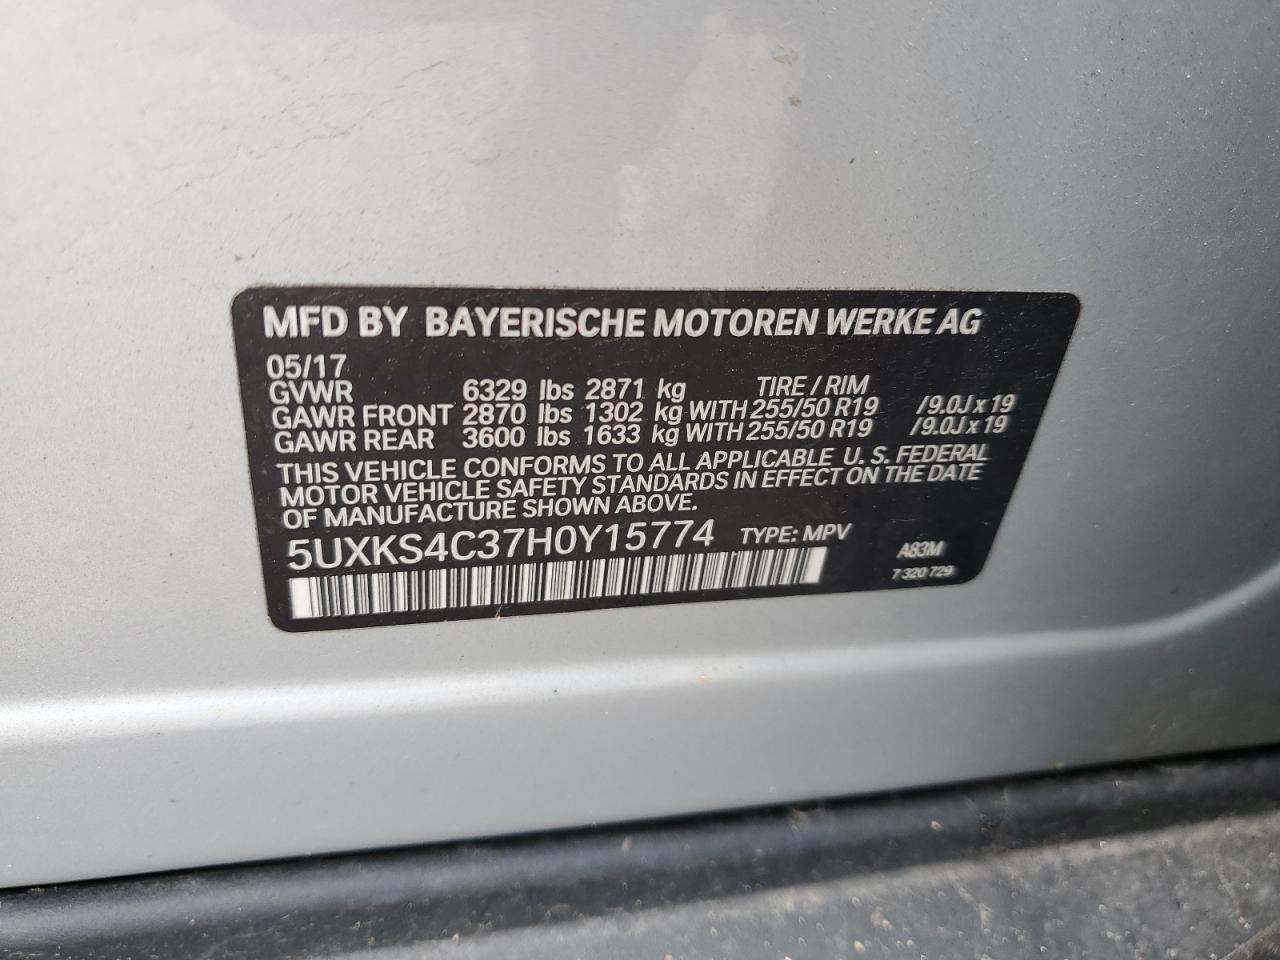 MFD BY BAYERISCHE MOTOREN WERKE AG
05/17
GVWR 6329 lbs 2871 kg TIRE / RIM
GAWR FRONT 2870 lbs 1302 kg WITH 255/50 R19 /9.0J x 19
GAWR REAR 3600 lbs 1633 kg WITH 255/50 R19 /9.0J x 19
THIS VEHICLE CONFORMS TO ALL APPLICABLE U. S. FEDERAL
MOTOR VEHICLE SAFETY STANDARDS IN EFFECT ON THE DATE
OF MANUFACTURE SHOWN ABOVE.
5UXKS4C37H0Y15774 TYPE: MPV A83M
7 320 729